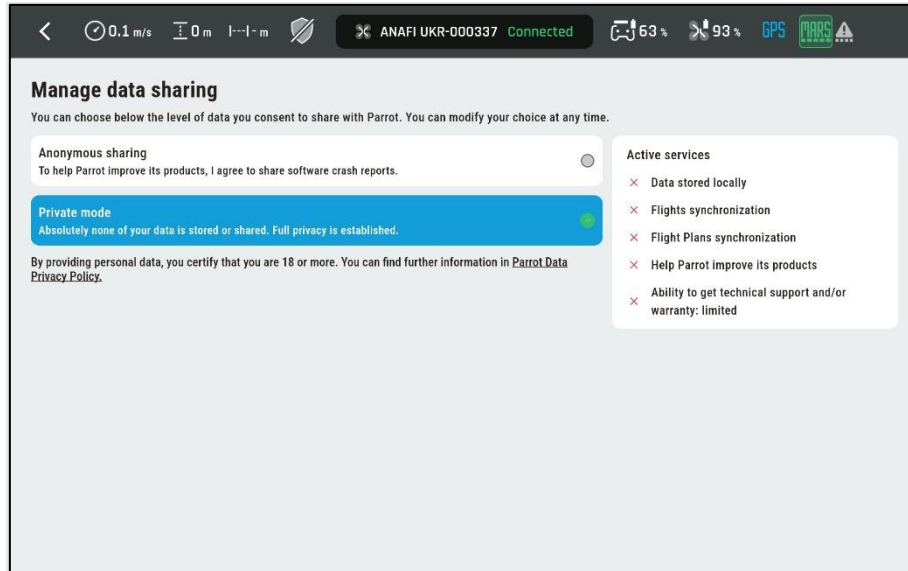 0.1 m/s 0 m - m ANAFI UKR-000337 Connected 63 % 93 % GPS MARS
Manage data sharing
You can choose below the level of data you consent to share with Parrot. You can modify your choice at any time.
Anonymous sharing
To help Parrot improve its products, I agree to share software crash reports.
Private mode
Absolutely none of your data is stored or shared. Full privacy is established.
By providing personal data, you certify that you are 18 or more. You can find further information in Parrot Data
Privacy Policy.
Active services
Data stored locally
Flights synchronization
Flight Plans synchronization
Help Parrot improve its products
Ability to get technical support and/or
warranty: limited